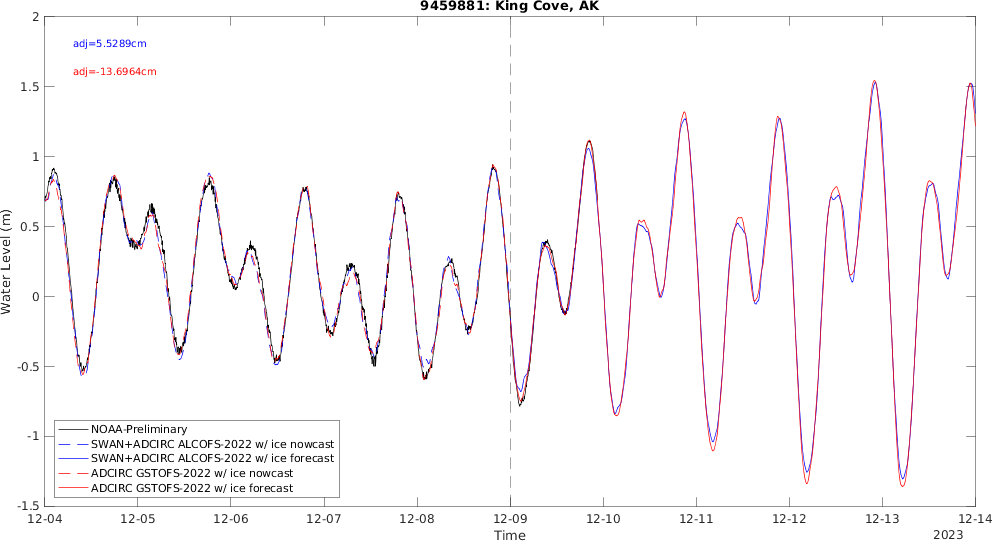 9459881: King Cove, AK
adj=5.5289cm
adj=-13.6964cm
2
1.5
1
0.5
0
-0.5
-1
-1.5
Water Level (m)
NOAA-Preliminary
SWAN+ADCIRC ALCOFS-2022 w/ ice nowcast
SWAN+ADCIRC ALCOFS-2022 w/ ice forecast
ADCIRC GSTOFS-2022 w/ ice nowcast
ADCIRC GSTOFS-2022 w/ ice forecast
12-04 12-05 12-06 12-07 12-08 12-09 12-10 12-11 12-12 12-13 12-14
Time
2023